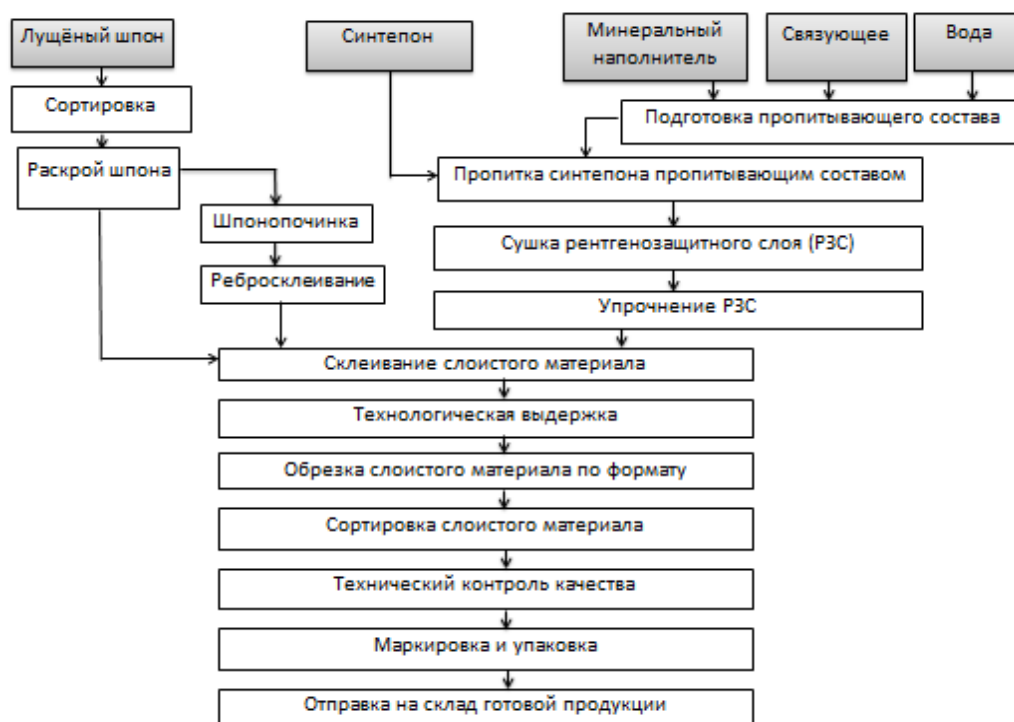 Лущёный шпон
Синтепон
Минеральный
наполнитель
Связующее
Вода
Сортировка
Подготовка пропитывающего состава
Раскрой шпона
Пропитка синтепона пропитывающим составом
Шпонопочинка
Сушка рентгенозащитного слоя (РЗС)
Ребросклеивание
Упрочнение РЗС
Склеивание слоистого материала
Технологическая выдержка
Обрезка слоистого материала по формату
Сортировка слоистого материала
Технический контроль качества
Маркировка и упаковка
Отправка на склад готовой продукции